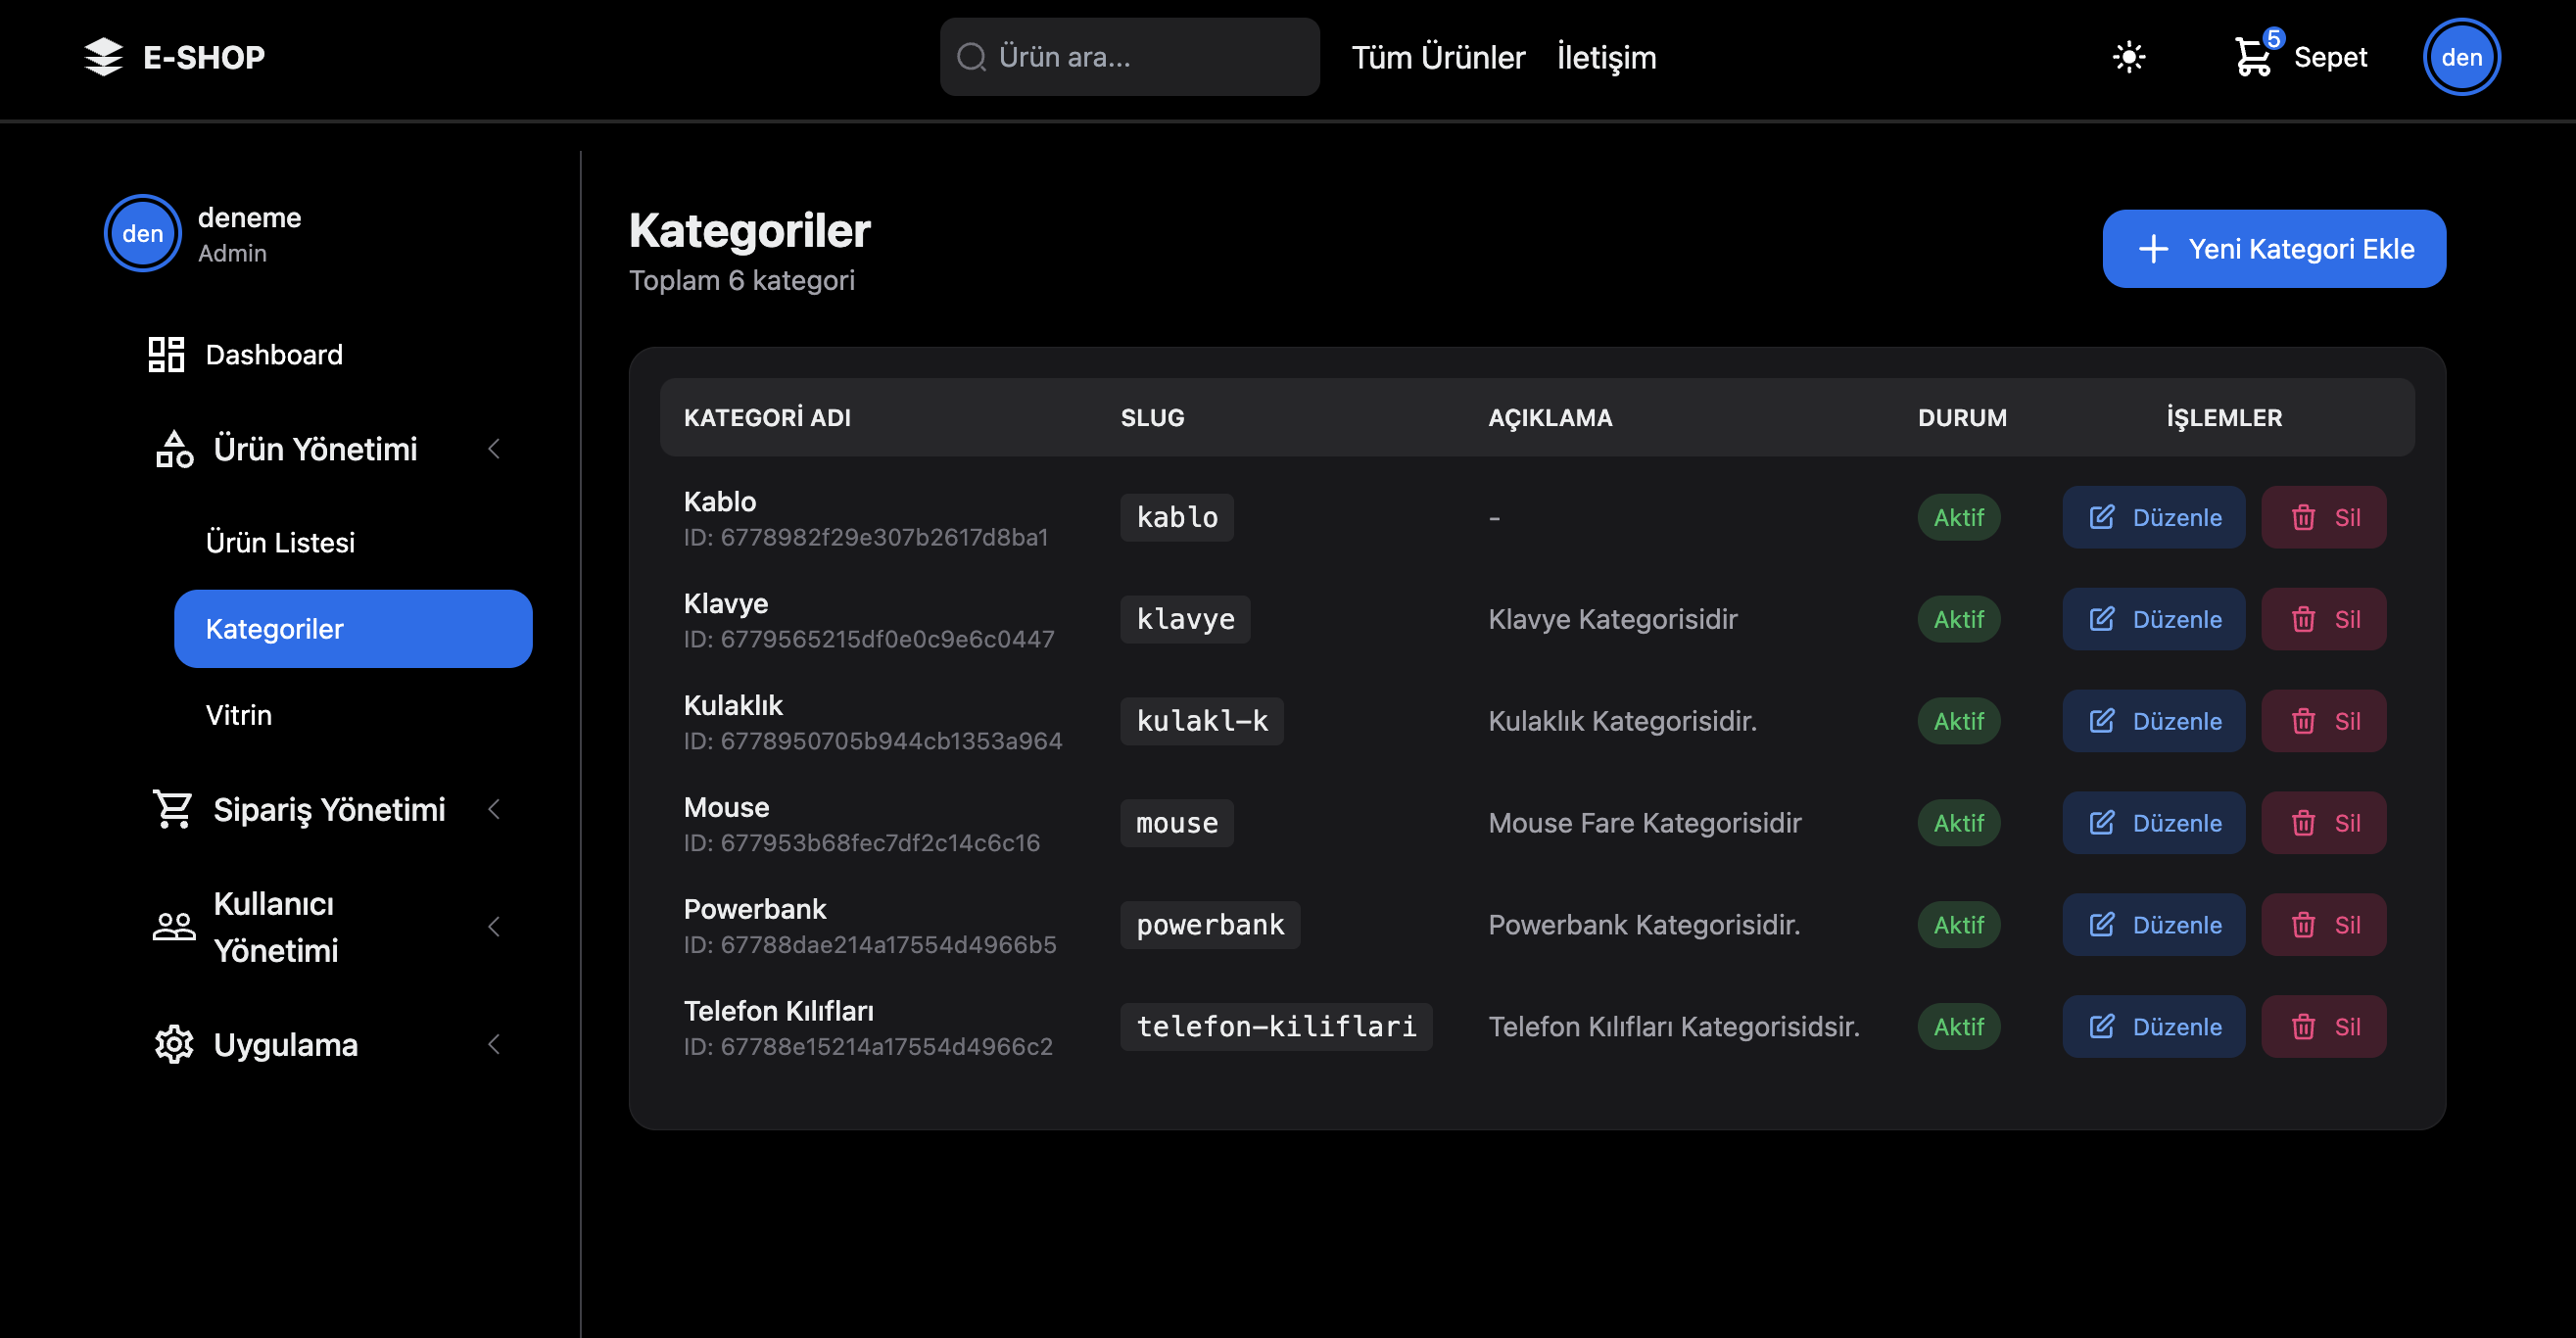 E-SHOP
Ürün ara...
Tüm Ürünler
İletişim
5
Sepet
den
den
deneme
Admin
Dashboard
Ürün Yönetimi
Ürün Listesi
Kategoriler
Vitrin
Sipariş Yönetimi
Kullanıcı
Yönetimi
Uygulama
Kategoriler
Toplam 6 kategori
Yeni Kategori Ekle
KATEGORİ ADI SLUG AÇIKLAMA DURUM İŞLEMLER
Kablo
ID: 6778982f29e307b2617d8ba1
kablo - Aktif Düzenle Sil
Klavye
ID: 6779565215df0e0c9e6c0447
klavye Klavye Kategorisidir Aktif Düzenle Sil
Kulaklık
ID: 6778950705b944cb1353a964
kulakl-k Kulaklık Kategorisidir. Aktif Düzenle Sil
Mouse
ID: 677953b68fec7df2c14c6c16
mouse Mouse Fare Kategorisidir Aktif Düzenle Sil
Powerbank
ID: 67788dae214a17554d4966b5
powerbank Powerbank Kategorisidir. Aktif Düzenle Sil
Telefon Kılıfları
ID: 67788e15214a17554d4966c2
telefon-kiliflari Telefon Kılıfları Kategorisidsir. Aktif Düzenle Sil